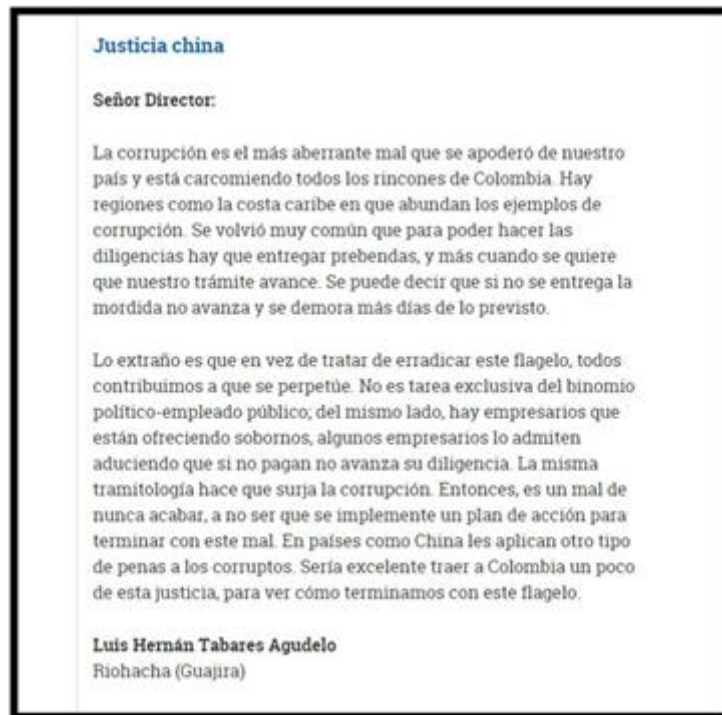 Justicia china
Señor Director:
La corrupción es el más aberrante mal que se apoderó de nuestro
país y está carcomiendo todos los rincones de Colombia. Hay
regiones como la costa caribe en que abundan los ejemplos de
corrupción. Se volvió muy común que para poder hacer las
diligencias hay que entregar prebendas, y más cuando se quiere
que nuestro trámite avance. Se puede decir que si no se entrega la
mordida no avanza y se demora más días de lo previsto.
Lo extraño es que en vez de tratar de erradicar este flagelo, todos
contribuimos a que se perpetúe. No es tarea exclusiva del binomio
político-empleado público; del mismo lado, hay empresarios que
están ofreciendo sobornos, algunos empresarios lo admiten
aduciendo que si no pagan no avanza su diligencia. La misma
tramitología hace que surja la corrupción. Entonces, es un mal de
nunca acabar, a no ser que se implemente un plan de acción para
terminar con este mal. En países como China les aplican otro tipo
de penas a los corruptos. Sería excelente traer a Colombia un poco
de esta justicia, para ver cómo terminamos con este flagelo.
Luis Hernán Tabares Agudelo
Riohacha (Guajira)